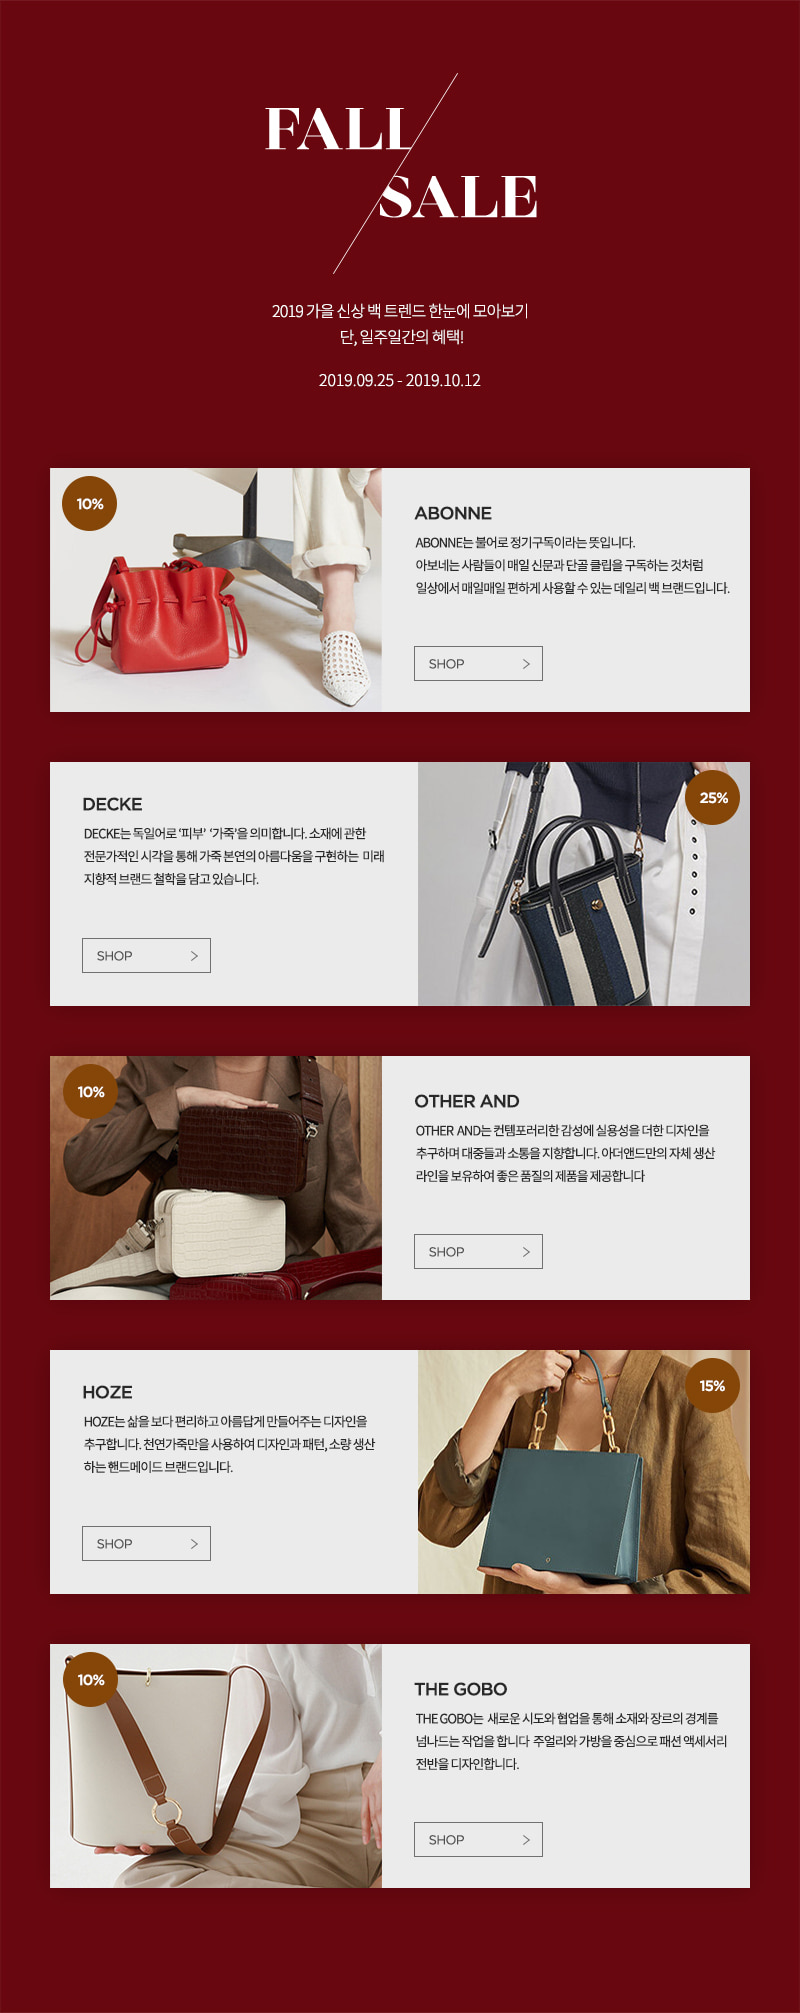 FALL
SALE
2019 가을 신상 백 트렌드 한눈에 모아보기
단, 일주일간의 혜택!
2019.09.25 - 2019.10.12
10%
ABONNE
ABONNE는 불어로 정기구독이라는 뜻입니다.
아보네는 사람들이 매일 신문과 단골 클립을 구독하는 것처럼
일상에서 매일매일 편하게 사용할 수 있는 데일리 백 브랜드입니다.
SHOP >
25%
DECKE
DECKE는 독일어로 ‘피부’ ‘가죽’을 의미합니다. 소재에 관한
전문가적인 시각을 통해 가죽 본연의 아름다움을 구현하는 미래
지향적 브랜드 철학을 담고 있습니다.
SHOP >
10%
OTHER AND
OTHER AND는 컨템포러리한 감성에 실용성을 더한 디자인을
추구하며 대중들과 소통을 지향합니다. 아더앤드만의 자체 생산
라인을 보유하여 좋은 품질의 제품을 제공합니다
SHOP >
15%
HOZE
HOZE는 삶을 보다 편리하고 아름답게 만들어주는 디자인을
추구합니다. 천연가죽만을 사용하여 디자인과 패턴, 소량 생산
하는 핸드메이드 브랜드입니다.
SHOP >
10%
THE GOBO
THE GOBO는 새로운 시도와 협업을 통해 소재와 장르의 경계를
넘나드는 작업을 합니다 주얼리와 가방을 중심으로 패션 액세서리
전반을 디자인합니다.
SHOP >